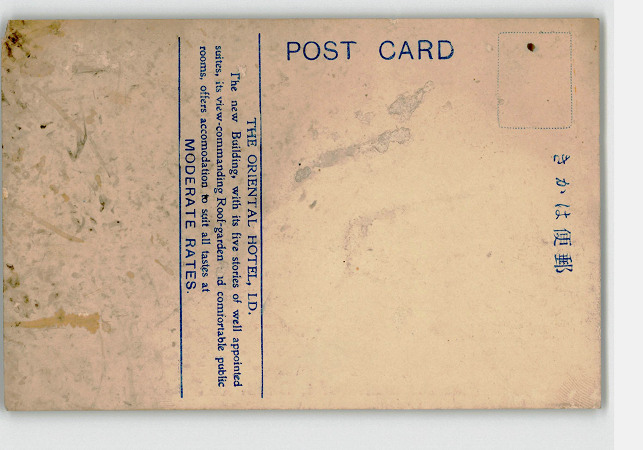 POST CARD
THE ORIENTAL HOTEL, LD.
The new Building, with its five stories of well appointed
suites, its view-commanding Roof-garden and comfortable public
rooms, offers accomodation to suit all tastes at
MODERATE RATES.
きかは便郵